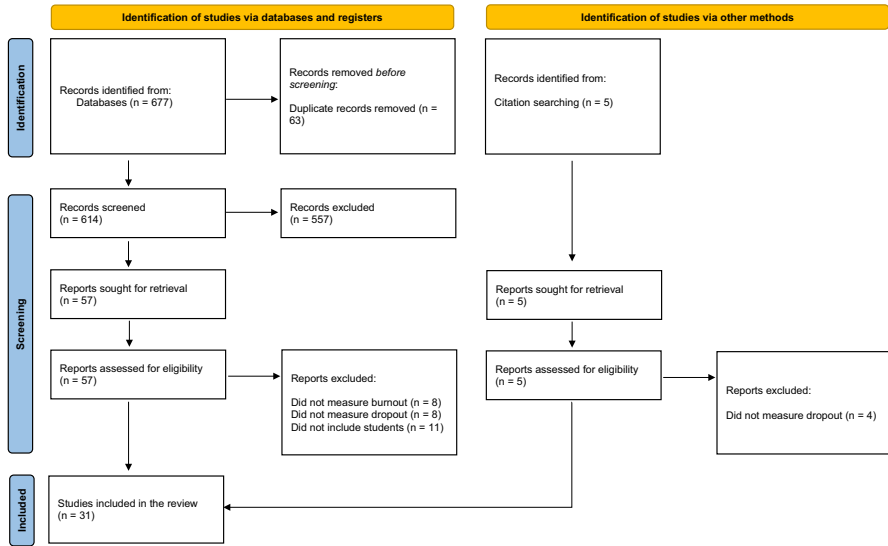 Identification of studies via databases and registers
Identification of studies via other methods
Identification
Records identified from:
Databases (n = 677)
Records removed before
screening:
Duplicate records removed (n =
63)
Records identified from:
Citation searching (n = 5)
Screening
Records screened
(n = 614)
Records excluded
(n = 557)
Reports sought for retrieval
(n = 57)
Reports sought for retrieval
(n = 5)
Reports assessed for eligibility
(n = 57)
Reports excluded:
Did not measure burnout (n = 8)
Did not measure dropout (n = 8)
Did not include students (n = 11)
Reports assessed for eligibility
(n = 5)
Reports excluded:
Did not measure dropout (n = 4)
Included
Studies included in the review
(n = 31)